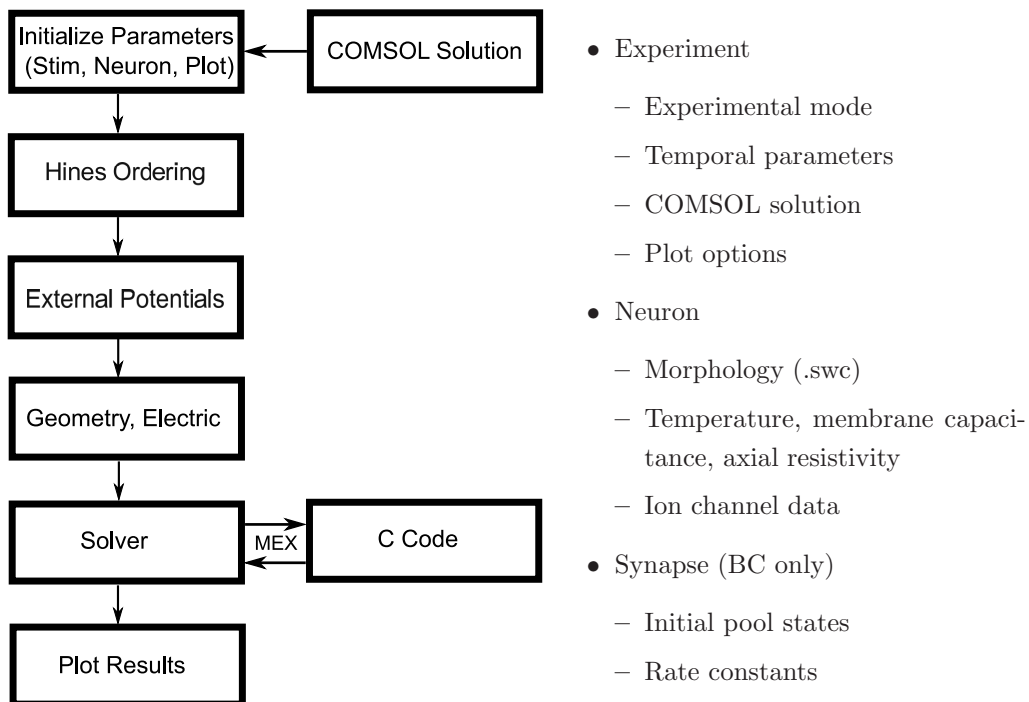 Initialize Parameters
(Stim, Neuron, Plot)
COMSOL Solution
Hines Ordering
External Potentials
Geometry, Electric
Solver
MEX
C Code
Plot Results
• Experiment
– Experimental mode
– Temporal parameters
– COMSOL solution
– Plot options
• Neuron
– Morphology (.swc)
– Temperature, membrane capaci-
tance, axial resistivity
– Ion channel data
• Synapse (BC only)
– Initial pool states
– Rate constants